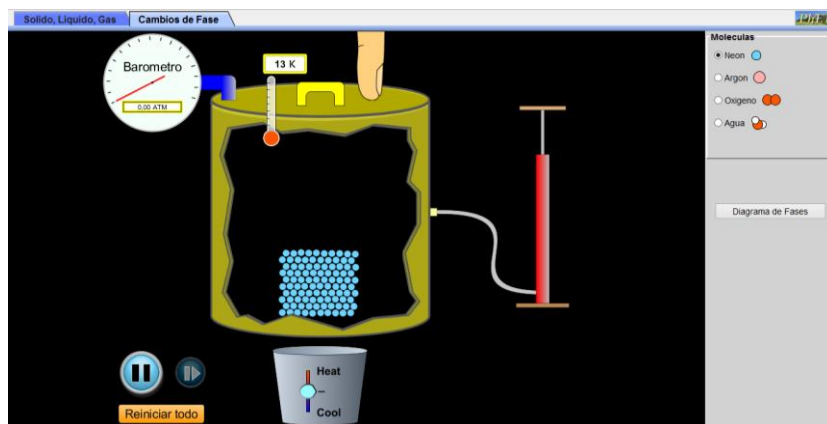 Solido, Liquido, Gas
Cambios de Fase
Moleculas
Neon
Argon
Oxigeno
Agua
Diagrama de Fases
Barometro
0,00 ATM
13 K
Heat
Cool
Reiniciar todo